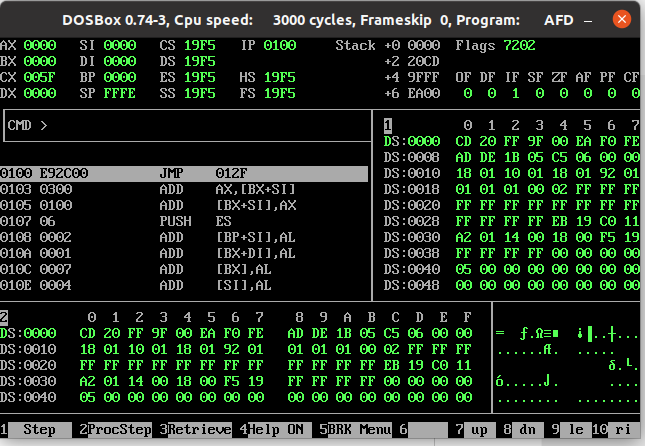 DOSBox 0.74-3, Cpu speed: 3000 cycles, Frameskip 0, Program: AFD
AX 0000 SI 0000 CS 19F5 IP 0100 Stack +0 0000 Flags 7202
BX 0000 DI 0000 DS 19F5 +2 20CD
CX 005F BP 0000 ES 19F5 HS 19F5 +4 9FFF OF DF IF SF ZF AF PF CF
DX 0000 SP FFFE SS 19F5 FS 19F5 +6 EA00 0 0 1 0 0 0 0 0
CMD >
1 0 1 2 3 4 5 6 7
DS:0000 CD 20 FF 9F 00 EA F0 FE
DS:0008 AD DE 1B 05 C5 06 00 00
DS:0010 18 01 10 01 18 01 92 01
DS:0018 01 01 01 00 02 FF FF FF
DS:0020 FF FF FF FF FF FF FF FF
DS:0028 FF FF FF FF EB 19 C0 11
DS:0030 A2 01 14 00 18 00 F5 19
DS:0038 FF FF FF FF 00 00 00 00
DS:0040 05 00 00 00 00 00 00 00
DS:0048 00 00 00 00 00 00 00 00
0100 E92C00 JMP 012F
0103 0300 ADD AX,[BX+SI]
0105 0100 ADD [BX+SI],AX
0107 06 PUSH ES
0108 0002 ADD [BP+SI],AL
010A 0001 ADD [BX+DI],AL
010C 0007 ADD [BX],AL
010E 0004 ADD [SI],AL
2 0 1 2 3 4 5 6 7 8 9 A B C D E F
DS:0000 CD 20 FF 9F 00 EA F0 FE AD DE 1B 05 C5 06 00 00
DS:0010 18 01 10 01 18 01 92 01 01 01 01 00 02 FF FF FF
DS:0020 FF FF FF FF FF FF FF FF FF FF FF FF EB 19 C0 11
DS:0030 A2 01 14 00 18 00 F5 19 FF FF FF FF 00 00 00 00
DS:0040 05 00 00 00 00 00 00 00 00 00 00 00 00 00 00 00
1 Step 2 ProcStep 3 Retrieve 4 Help ON 5 BRK Menu 6 7 up 8 dn 9 le 10 ri